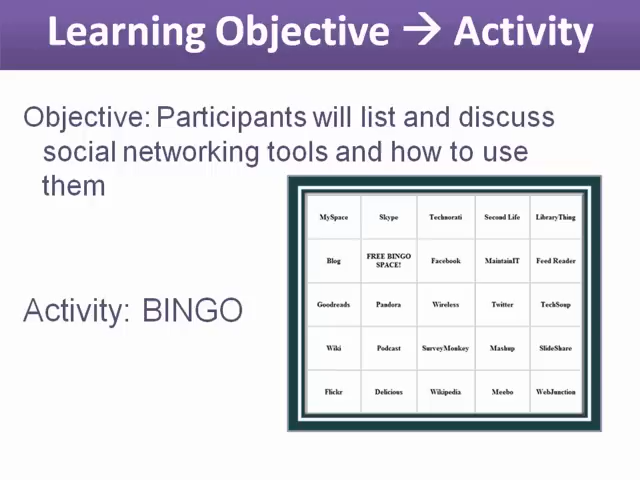 Learning Objective → Activity
Objective: Participants will list and discuss
social networking tools and how to use
them
MySpace Skype Technorati Second Life LibraryThing
Blog FREE BINGO SPACE! Facebook MaintainIT Feed Reader
Activity: BINGO
Goodreads Pandora Wireless Twitter TechSoup
Wiki Podcast SurveyMonkey Mashup SlideShare
Flickr Delicious Wikipedia Meebo WebJunction